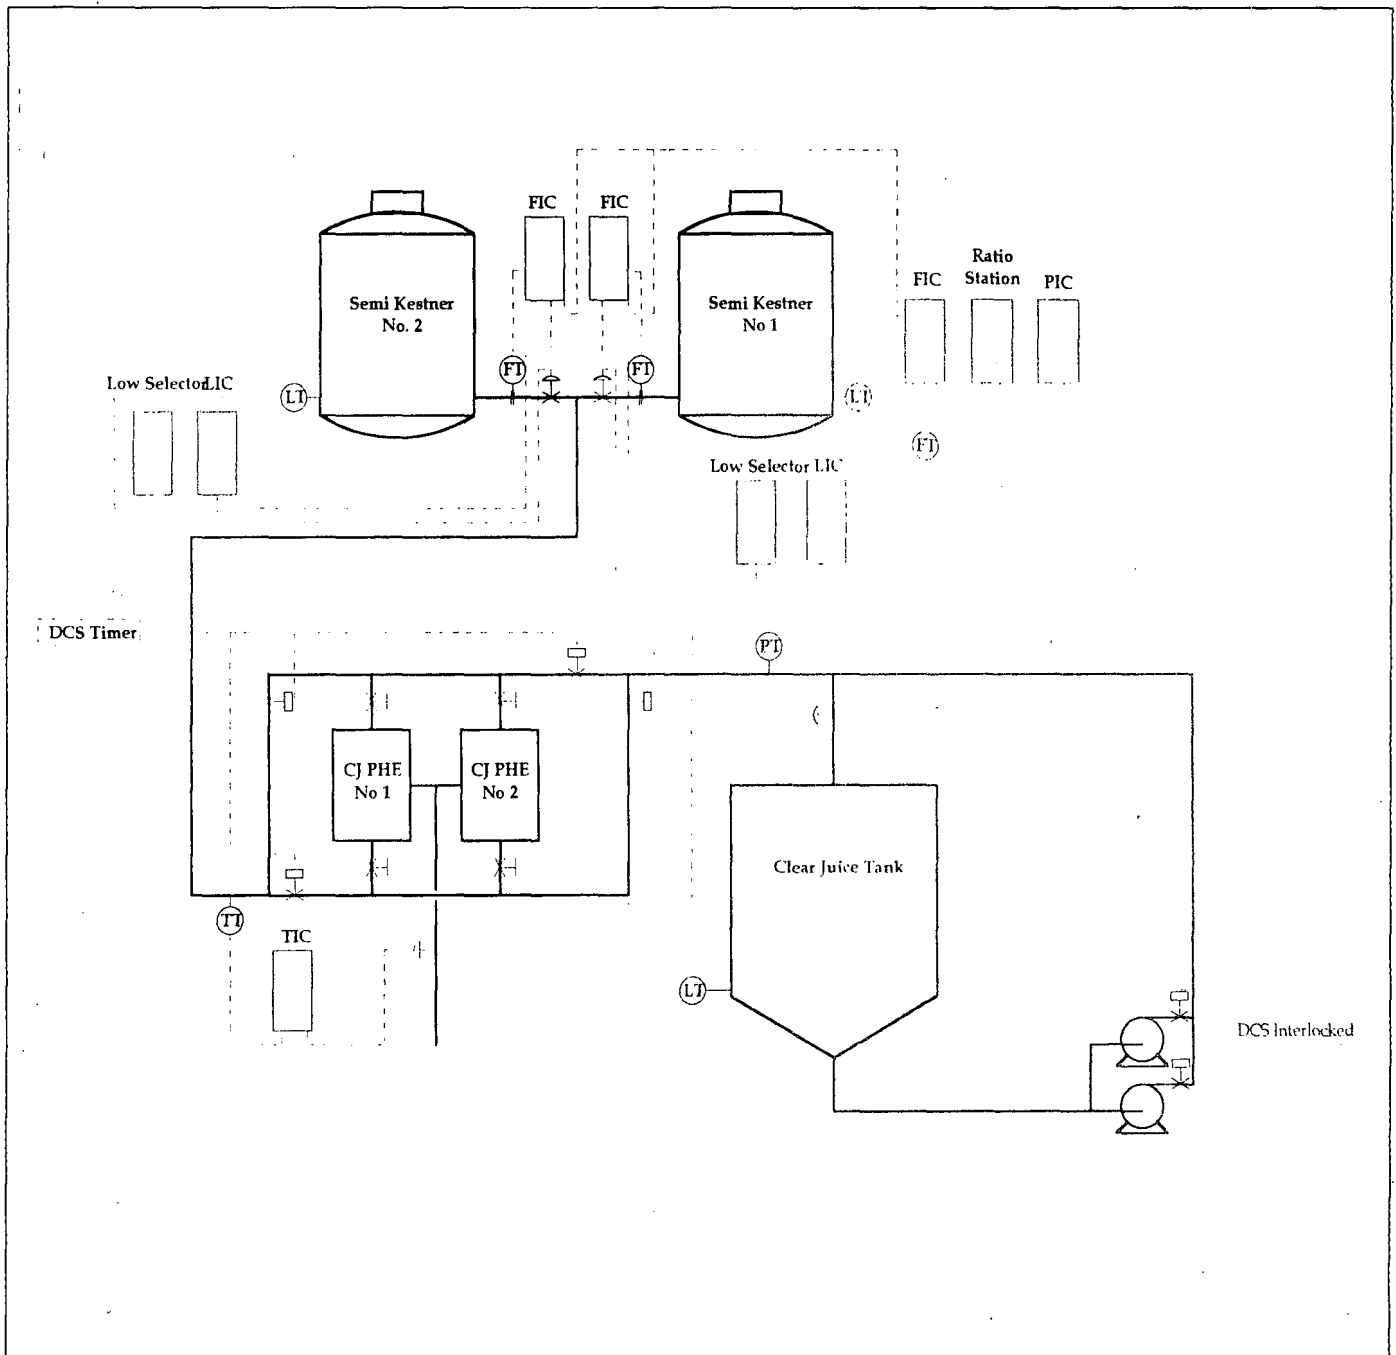 FIC
FIC
Semi Kestner
No. 2
Semi Kestner
No 1
FIC
Ratio
Station
PIC
FT
FT
Low Selector
LIC
LT
LT
FT
Low Selector
LIC
DCS Timer
PT
CJ PHE
No 1
CJ PHE
No 2
Clear Juice Tank
TT
TIC
LT
DCS Interlocked